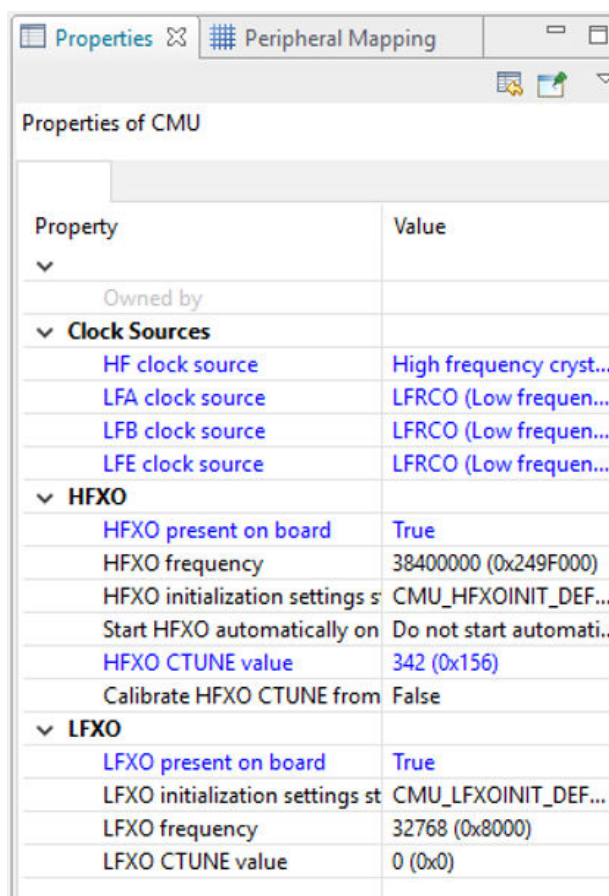 Properties Peripheral Mapping
Properties of CMU
Property Value
Owned by
Clock Sources
HF clock source High frequency cryst...
LFA clock source LFRCO (Low frequen...
LFB clock source LFRCO (Low frequen...
LFE clock source LFRCO (Low frequen...
HFXO
HFXO present on board True
HFXO frequency 38400000 (0x249F000)
HFXO initialization settings s CMU_HFXOINIT_DEF...
Start HFXO automatically on Do not start automati...
HFXO CTUNE value 342 (0x156)
Calibrate HFXO CTUNE from False
LFXO
LFXO present on board True
LFXO initialization settings st CMU_LFXOINIT_DEF...
LFXO frequency 32768 (0x8000)
LFXO CTUNE value 0 (0x0)